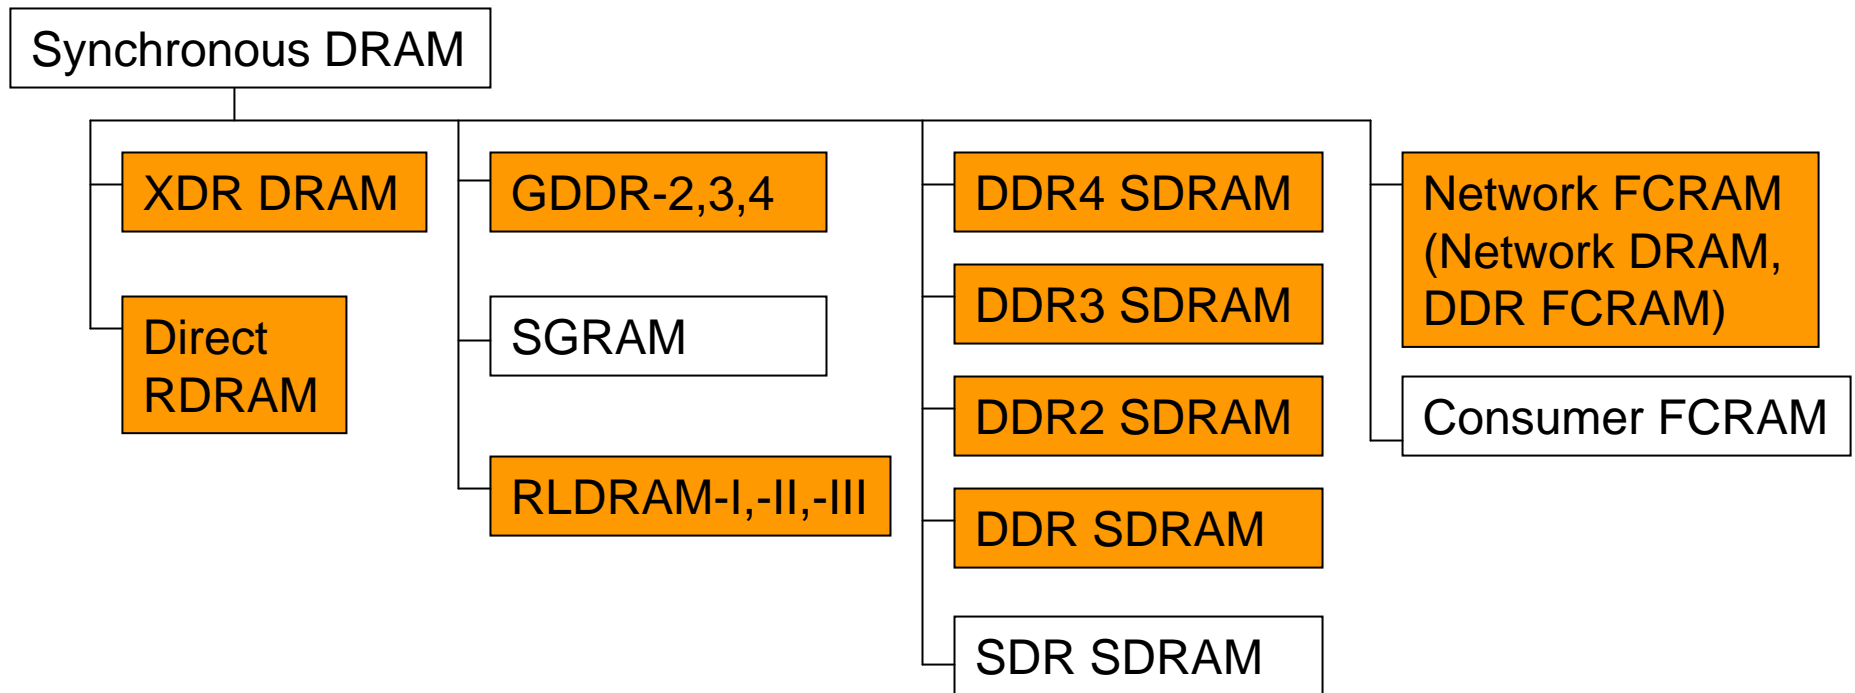 Synchronous DRAM
XDR DRAM
Direct
RDRAM
GDDR-2,3,4
SGRAM
RLDRAM-I,-II,-III
DDR4 SDRAM
DDR3 SDRAM
DDR2 SDRAM
DDR SDRAM
SDR SDRAM
Network FCRAM
(Network DRAM,
DDR FCRAM)
Consumer FCRAM